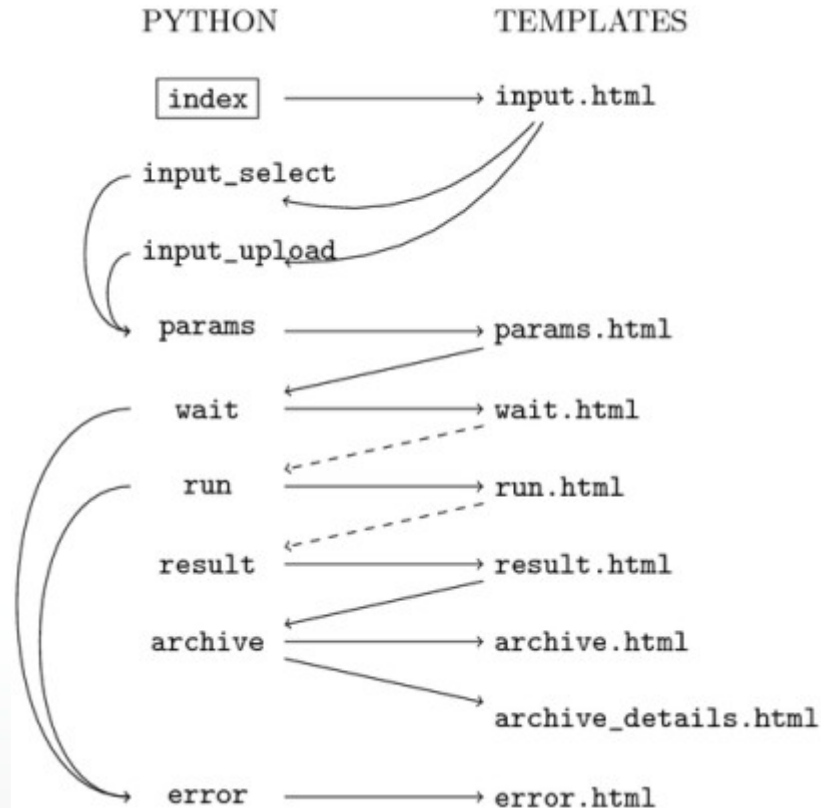 PYTHON TEMPLATES
index input.html
input_select
input_upload
params params.html
wait wait.html
run run.html
result result.html
archive archive.html
archive_details.html
error error.html